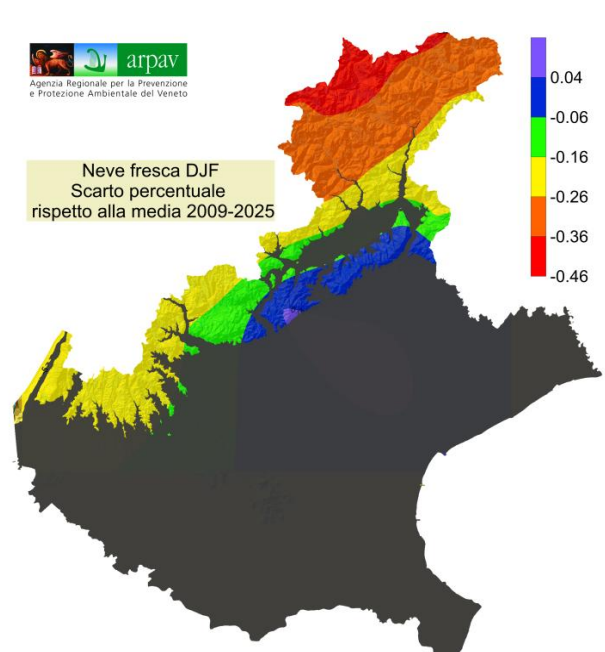 arpav
Agenzia Regionale per la Prevenzione
e Protezione Ambientale del Veneto
Neve fresca DJF
Scarto percentuale
rispetto alla media 2009-2025
0.04
-0.06
-0.16
-0.26
-0.36
-0.46